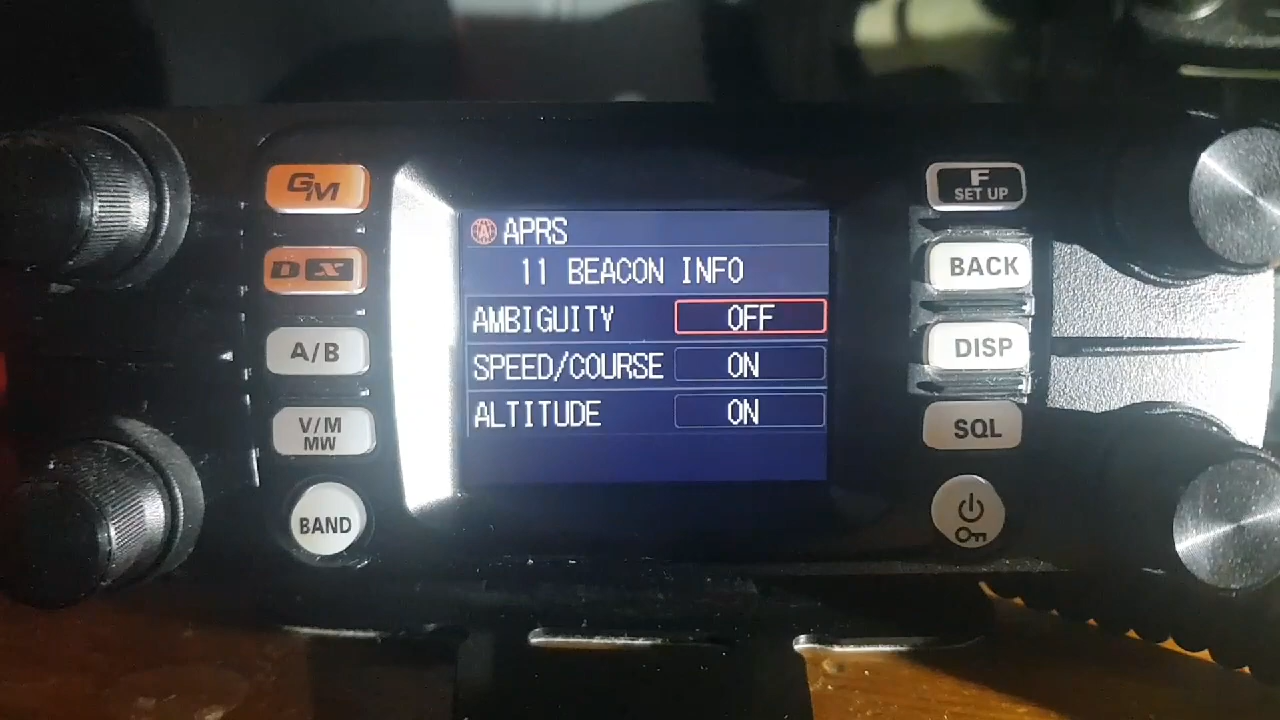 GM
DX
A/B
V/M
MW
BAND
APRS
11 BEACON INFO
AMBIGUITY OFF
SPEED/COURSE ON
ALTITUDE ON
F
SET UP
BACK
DISP
SQL